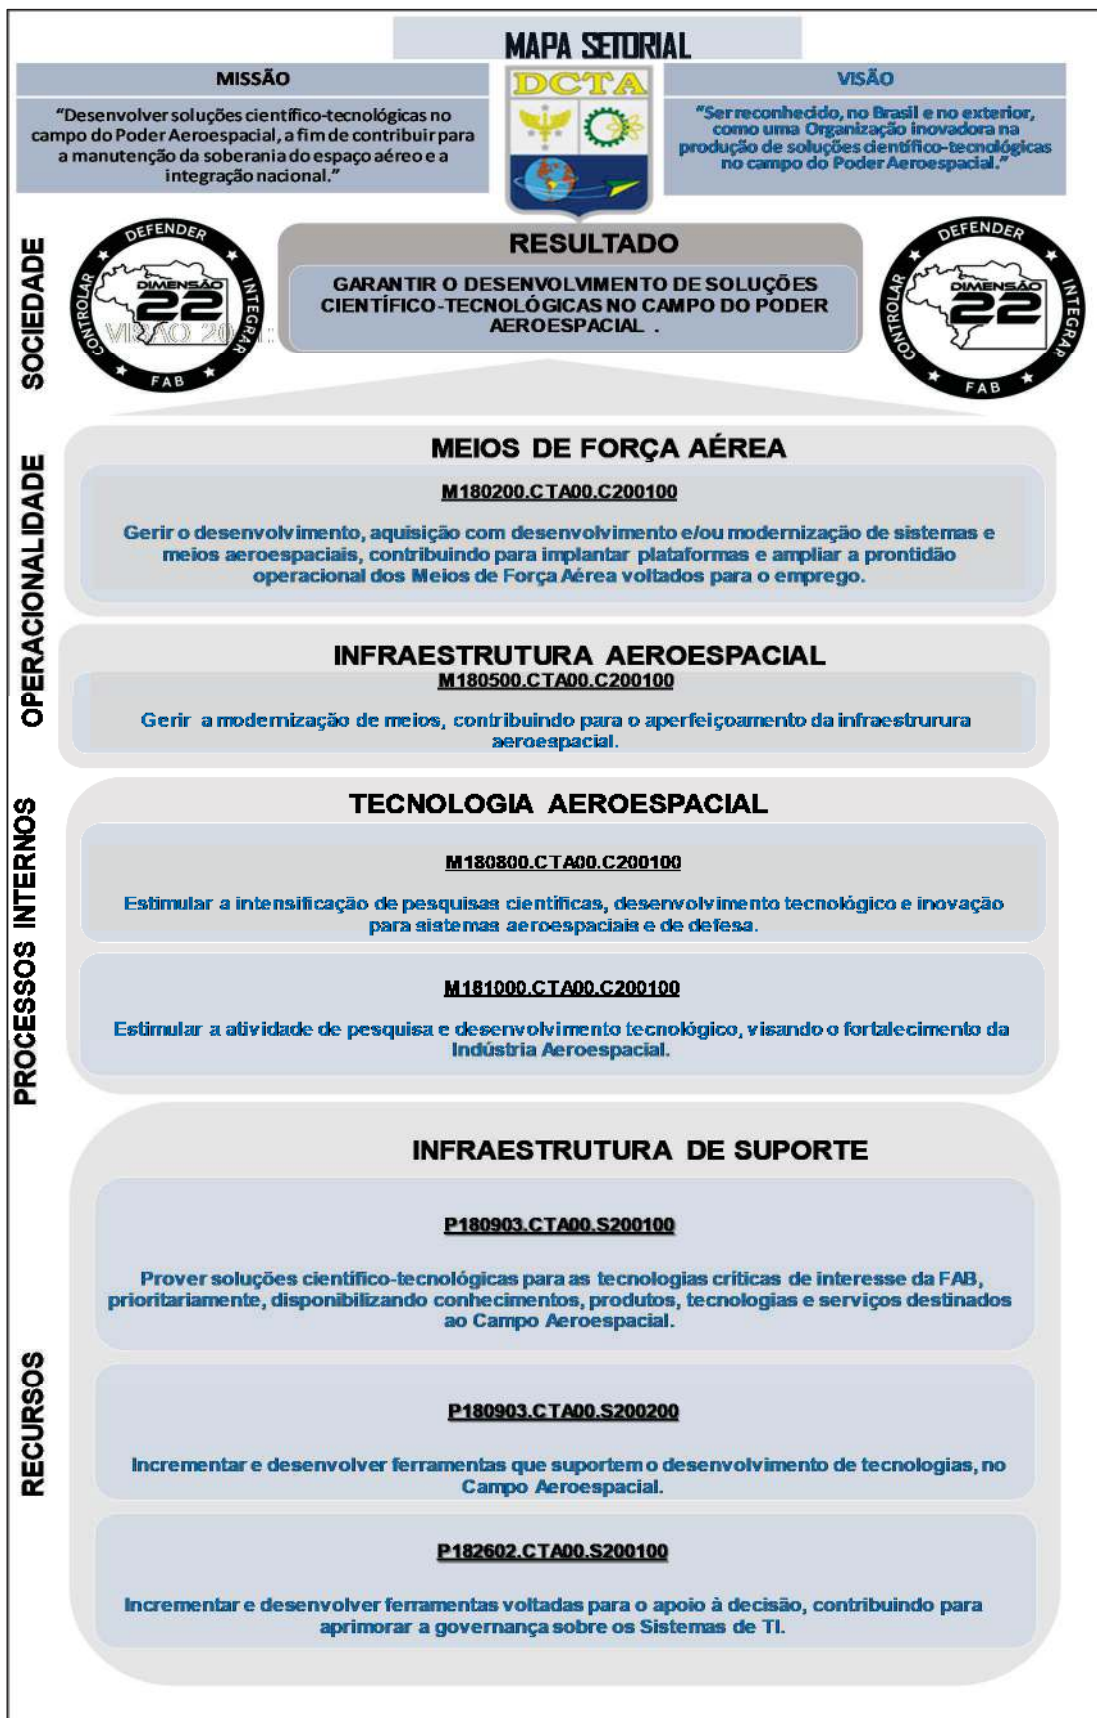 MAPA SETORIAL
MISSÃO
"Desenvolver soluções científico-tecnológicas no
campo do Poder Aeroespacial, a fim de contribuir para
a manutenção da soberania do espaço aéreo e a
integração nacional."
DCTA
VISÃO
"Ser reconhecido, no Brasil e no exterior,
como uma Organização inovadora na
produção de soluções científico-tecnológicas
no campo do Poder Aeroespacial."
SOCIEDADE
DEFENDER
CONTROLAR
INTEGRAR
DIMENSÃO
22
FAB
RESULTADO
GARANTIR O DESENVOLVIMENTO DE SOLUÇÕES
CIENTÍFICO-TECNOLÓGICAS NO CAMPO DO PODER
AEROESPACIAL .
DEFENDER
CONTROLAR
INTEGRAR
DIMENSÃO
22
FAB
OPERACIONALIDADE
MEIOS DE FORÇA AÉREA
M180200.CTA00.C200100
Gerir o desenvolvimento, aquisição com desenvolvimento e/ou modernização de sistemas e
meios aeroespaciais, contribuindo para implantar plataformas e ampliar a prontidão
operacional dos Meios de Força Aérea voltados para o emprego.
INFRAESTRUTURA AEROESPACIAL
M180500.CTA00.C200100
Gerir a modernização de meios, contribuindo para o aperfeiçoamento da infraestrurura
aeroespacial.
PROCESSOS INTERNOS
TECNOLOGIA AEROESPACIAL
M180800.CTA00.C200100
Estimular a intensificação de pesquisas científicas, desenvolvimento tecnológico e inovação
para sistemas aeroespaciais e de defesa.
M181000.CTA00.C200100
Estimular a atividade de pesquisa e desenvolvimento tecnológico, visando o fortalecimento da
Indústria Aeroespacial.
RECURSOS
INFRAESTRUTURA DE SUPORTE
P180903.CTA00.S200100
Prover soluções científico-tecnológicas para as tecnologias críticas de interesse da FAB,
prioritariamente, disponibilizando conhecimentos, produtos, tecnologias e serviços destinados
ao Campo Aeroespacial.
P180903.CTA00.S200200
Incrementar e desenvolver ferramentas que suportem o desenvolvimento de tecnologias, no
Campo Aeroespacial.
P182602.CTA00.S200100
Incrementar e desenvolver ferramentas voltadas para o apoio à decisão, contribuindo para
aprimorar a governança sobre os Sistemas de TI.